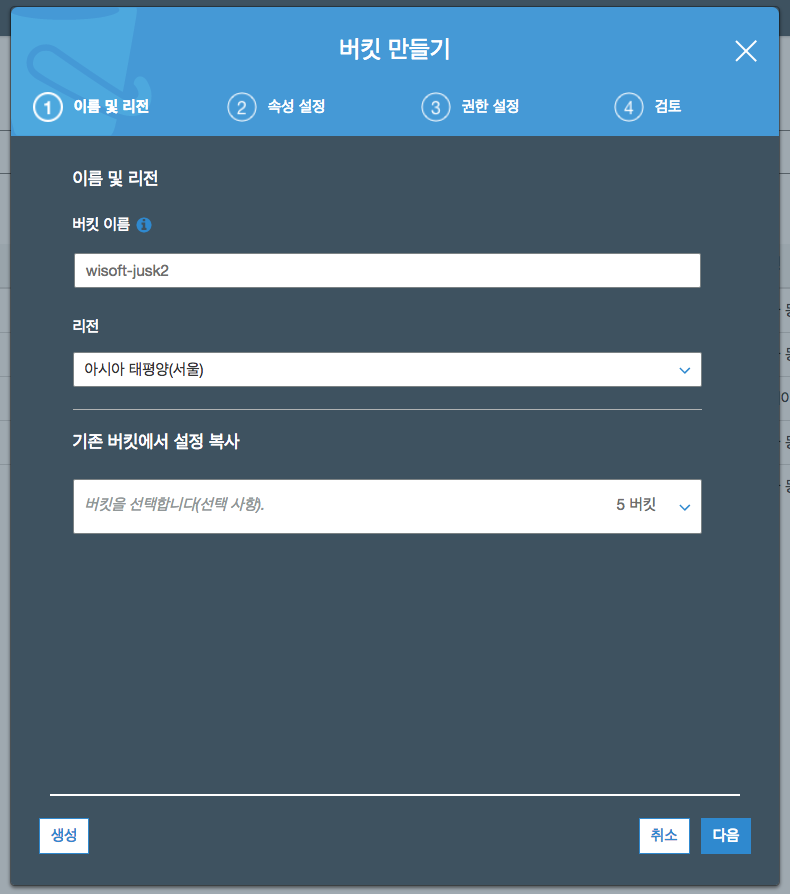 버킷 만들기
1 이름 및 리전 2 속성 설정 3 권한 설정 4 검토
이름 및 리전
버킷 이름
wisoft-jusk2
리전
아시아 태평양(서울)
기존 버킷에서 설정 복사
버킷을 선택합니다(선택 사항). 5 버킷
생성 취소 다음